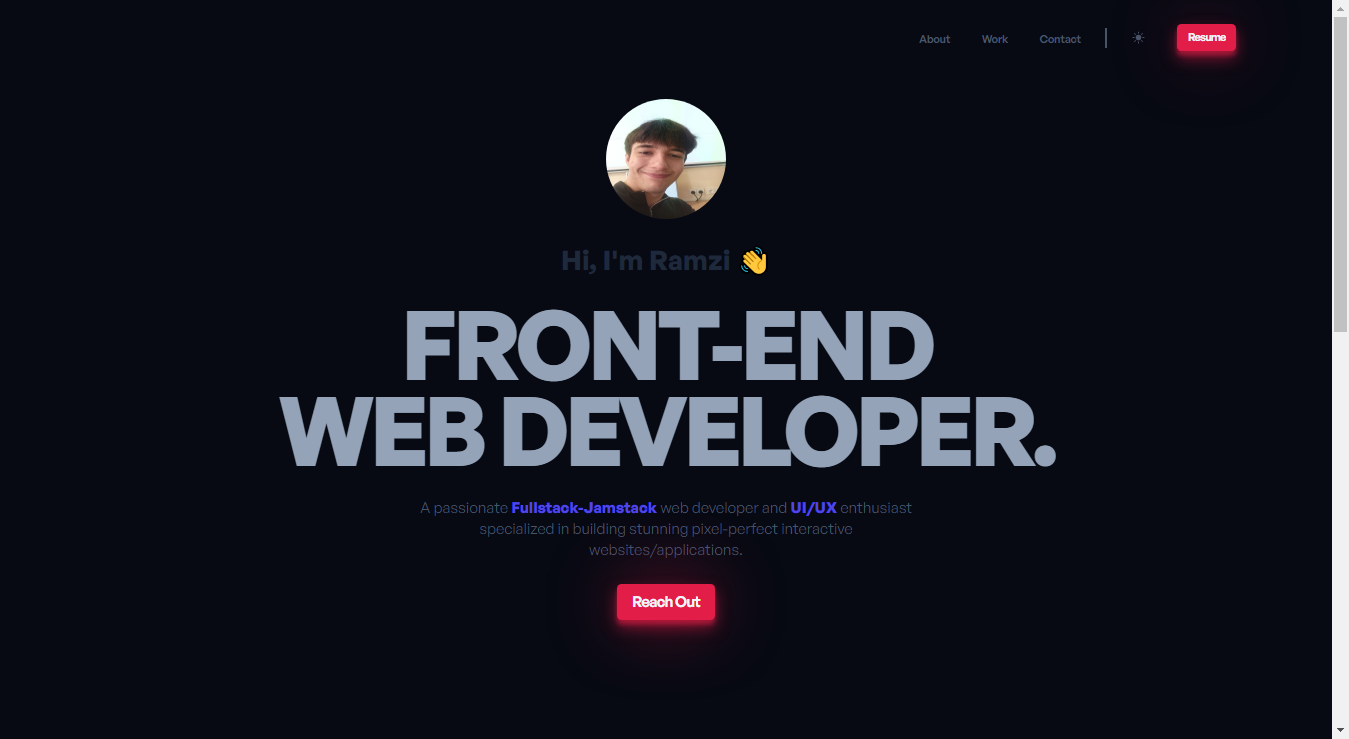 About Work Contact Resume
Hi, I'm Ramzi 👋
FRONT-END
WEB DEVELOPER.
A passionate Fullstack-Jamstack web developer and UI/UX enthusiast
specialized in building stunning pixel-perfect interactive
websites/applications.
Reach Out